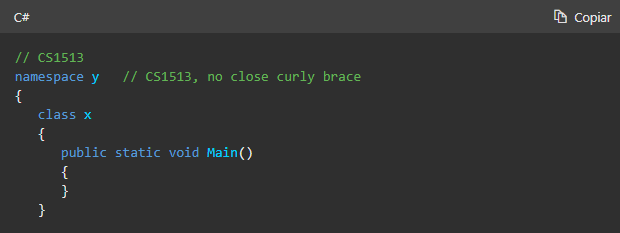 C#
Copiar
// CS1513
namespace y   // CS1513, no close curly brace
{
   class x
   {
      public static void Main()
      {
      }
   }